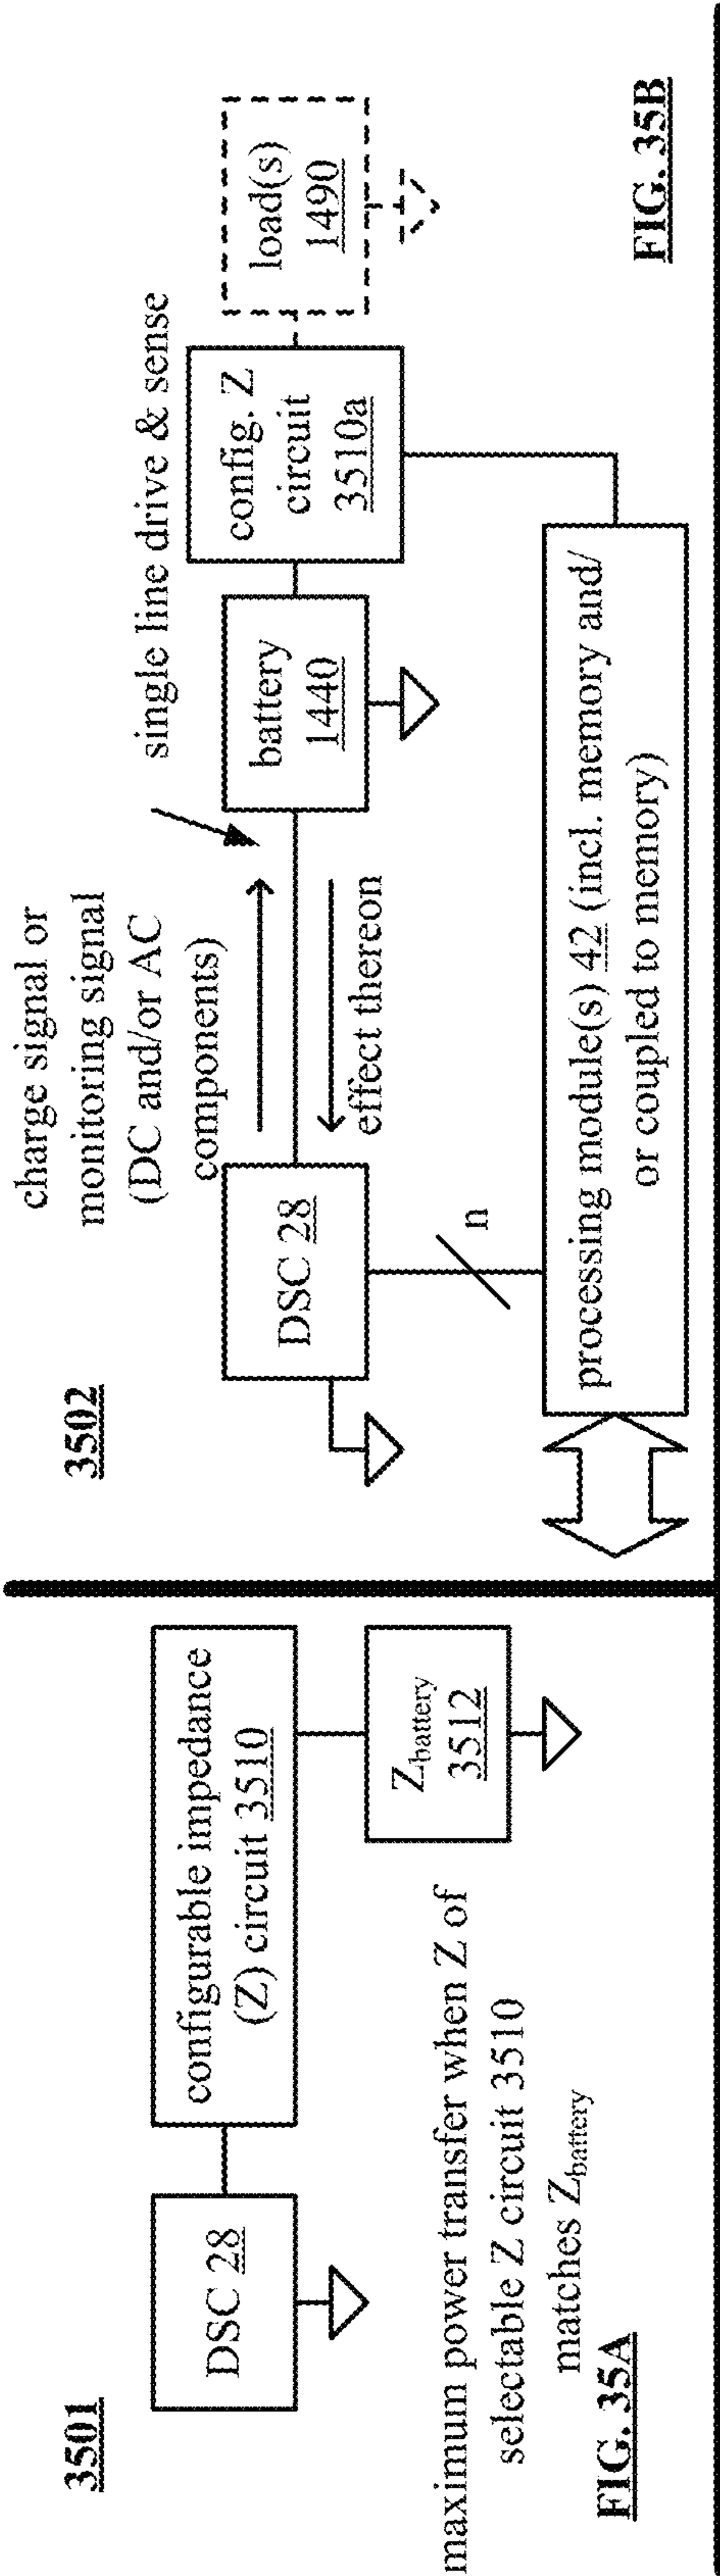 3501
DSC 28
configurable impedance
(Z) circuit 3510
Zbattery
3512
maximum power transfer when Z of
selectable Z circuit 3510
matches Zbattery
FIG. 35A
3502
charge signal or
monitoring signal
(DC and/or AC
components)
single line drive & sense
DSC 28
effect thereon
battery
1440
config. Z
circuit
3510a
load(s)
1490
n
processing module(s) 42 (incl. memory and/
or coupled to memory)
FIG. 35B